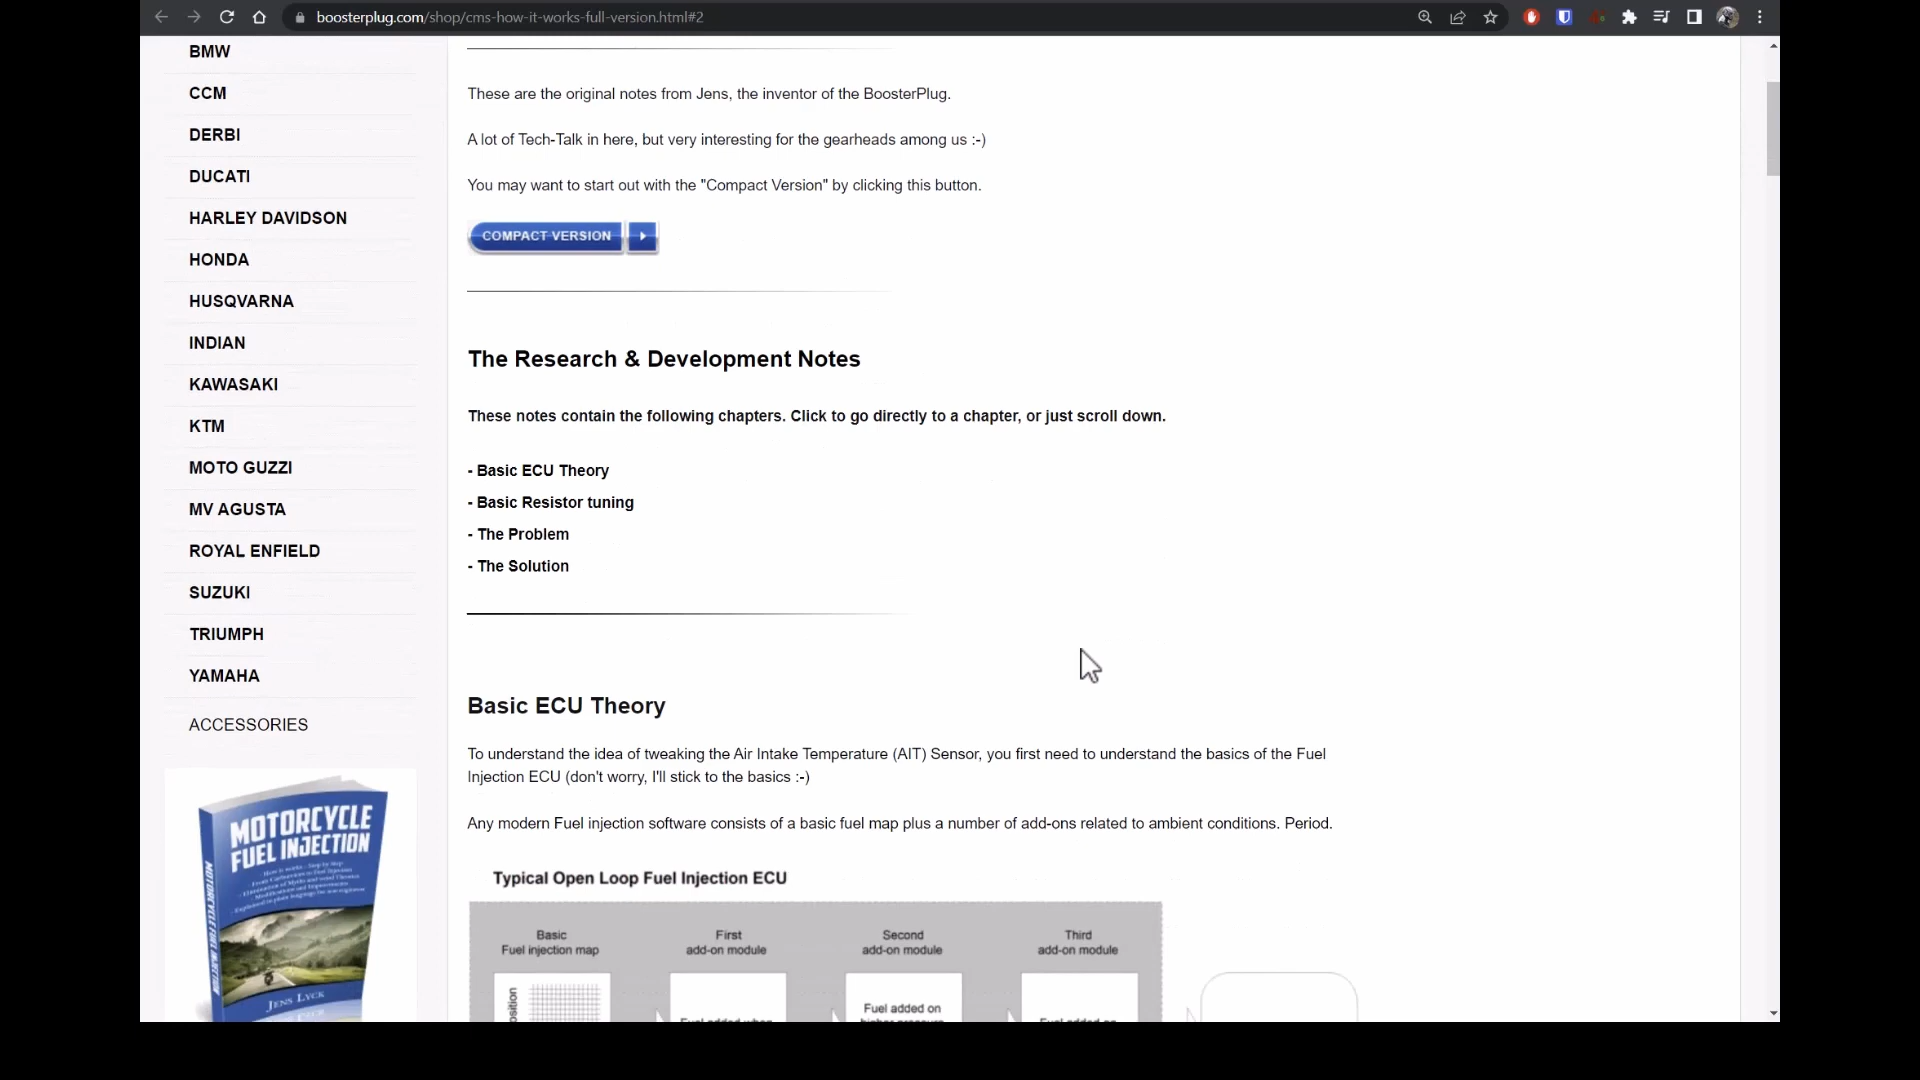 boosterplug.com/shop/cms-how-it-works-full-version.html#2
BMW
CCM
DERBI
DUCATI
HARLEY DAVIDSON
HONDA
HUSQVARNA
INDIAN
KAWASAKI
KTM
MOTO GUZZI
MV AGUSTA
ROYAL ENFIELD
SUZUKI
TRIUMPH
YAMAHA
ACCESSORIES
MOTORCYCLE
FUEL INJECTION
- How it works - Step by Step
JENS LYCK
These are the original notes from Jens, the inventor of the BoosterPlug.
A lot of Tech-Talk in here, but very interesting for the gearheads among us :-)
You may want to start out with the "Compact Version" by clicking this button.
COMPACT VERSION
The Research & Development Notes
These notes contain the following chapters. Click to go directly to a chapter, or just scroll down.
- Basic ECU Theory
- Basic Resistor tuning
- The Problem
- The Solution
Basic ECU Theory
To understand the idea of tweaking the Air Intake Temperature (AIT) Sensor, you first need to understand the basics of the Fuel
Injection ECU (don't worry, I'll stick to the basics :-)
Any modern Fuel injection software consists of a basic fuel map plus a number of add-ons related to ambient conditions. Period.
Typical Open Loop Fuel Injection ECU
Basic
Fuel injection map
First
add-on module
Second
add-on module
Third
add-on module
Fuel added on